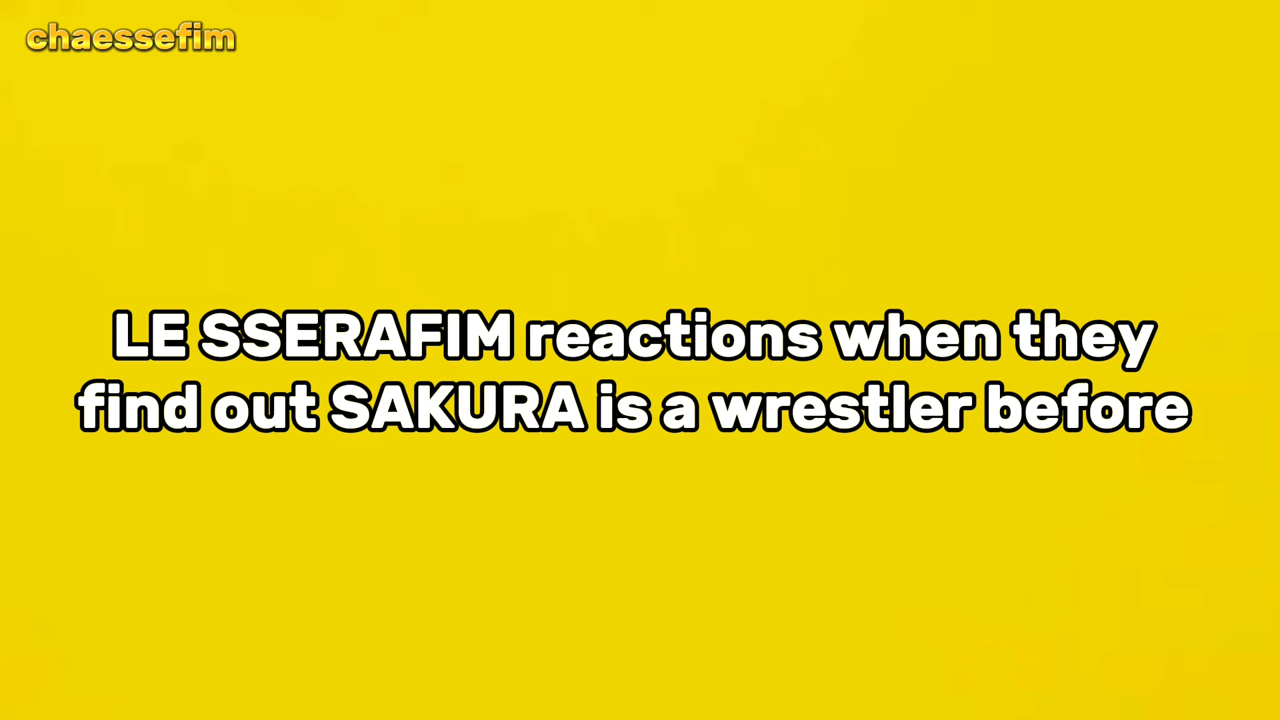 chaessefim
LE SSERAFIM reactions when they
find out SAKURA is a wrestler before